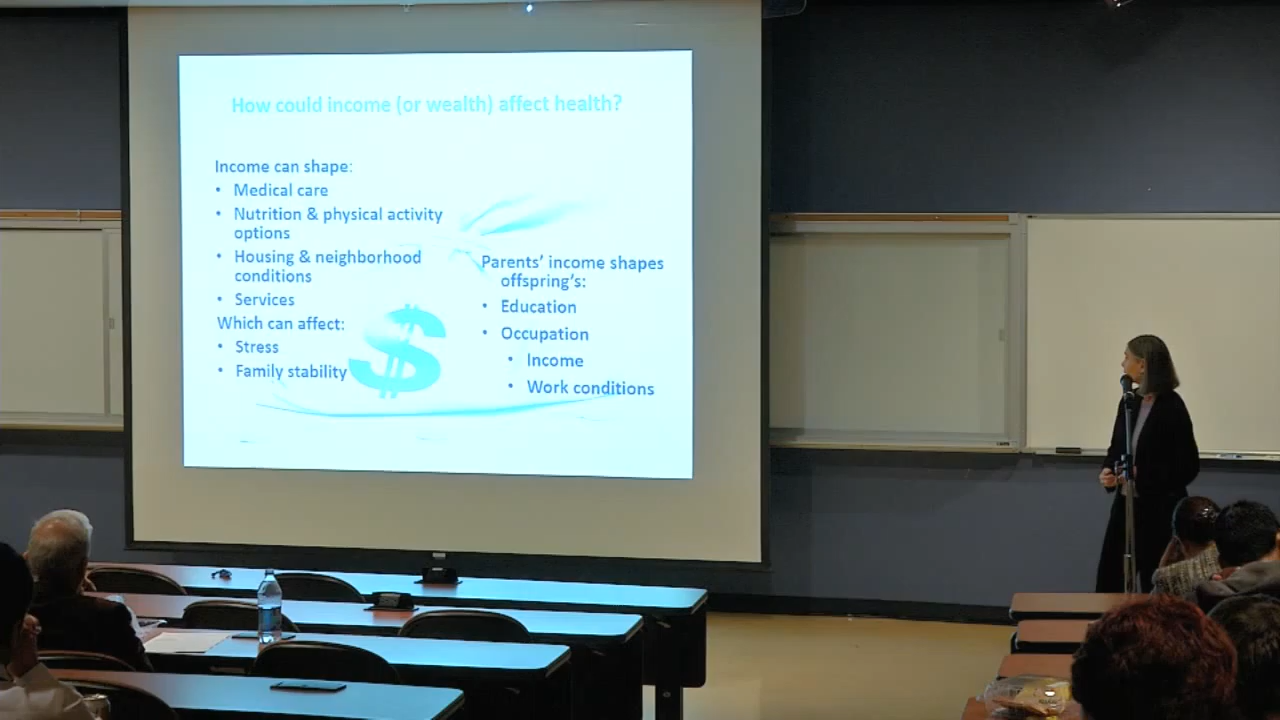 How could income (or wealth) affect health?
Income can shape:
• Medical care
• Nutrition & physical activity
options
• Housing & neighborhood
conditions
• Services
Which can affect:
• Stress
• Family stability
$
Parents' income shapes
offspring's:
• Education
• Occupation
• Income
• Work conditions